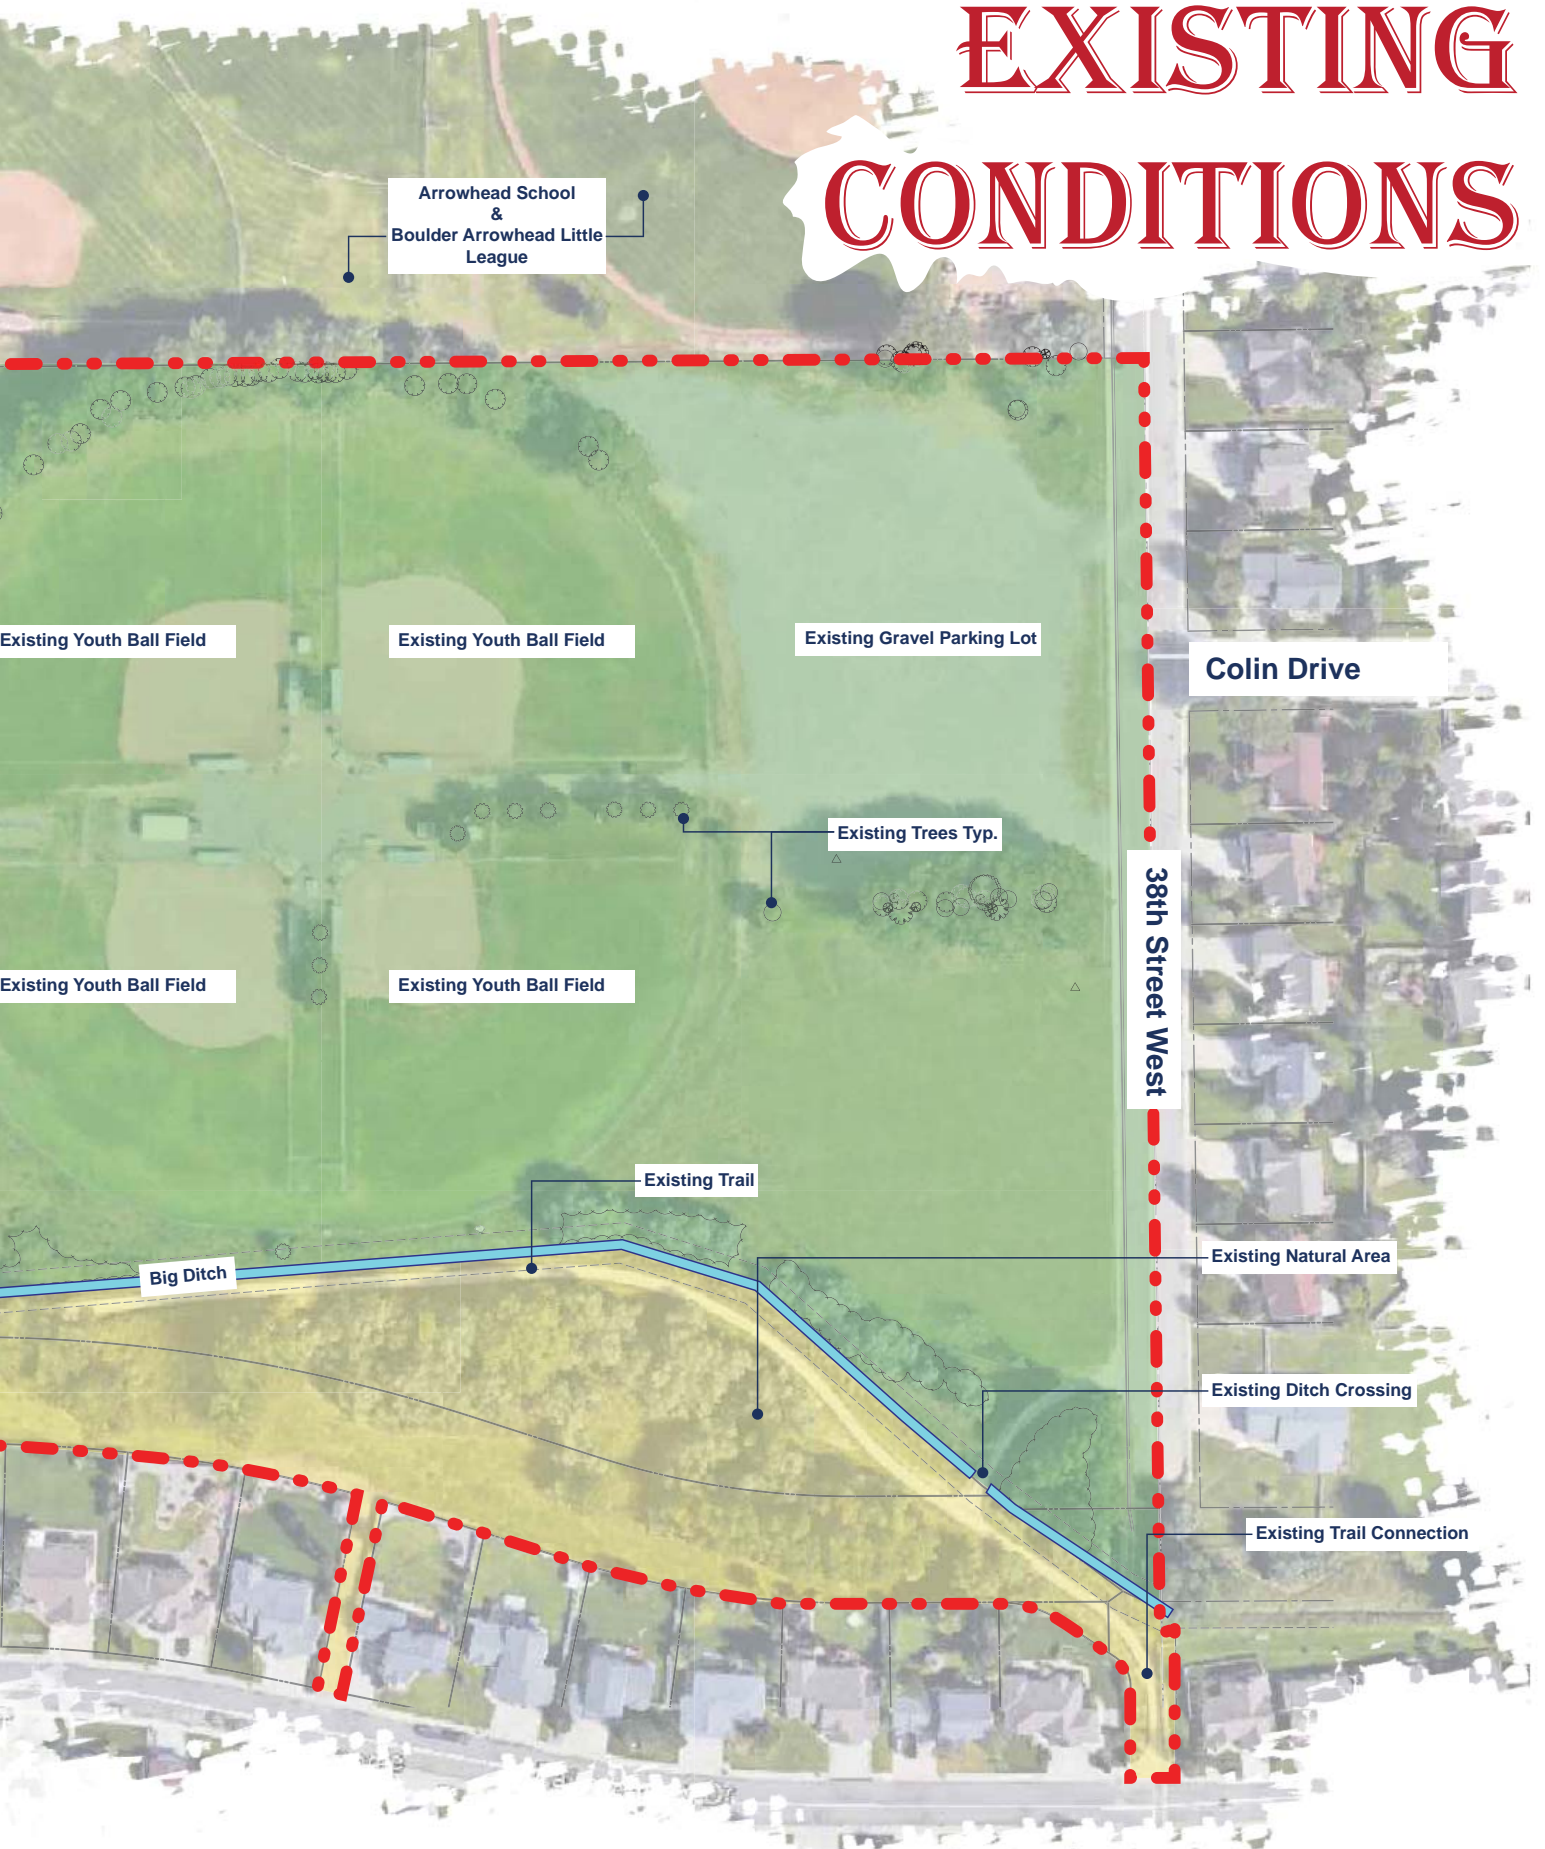 EXISTING
CONDITIONS
Arrowhead School
&
Boulder Arrowhead Little
League
Existing Youth Ball Field
Existing Youth Ball Field
Existing Gravel Parking Lot
Colin Drive
Existing Trees Typ.
38th Street West
Existing Youth Ball Field
Existing Youth Ball Field
Existing Trail
Existing Natural Area
Big Ditch
Existing Ditch Crossing
Existing Trail Connection